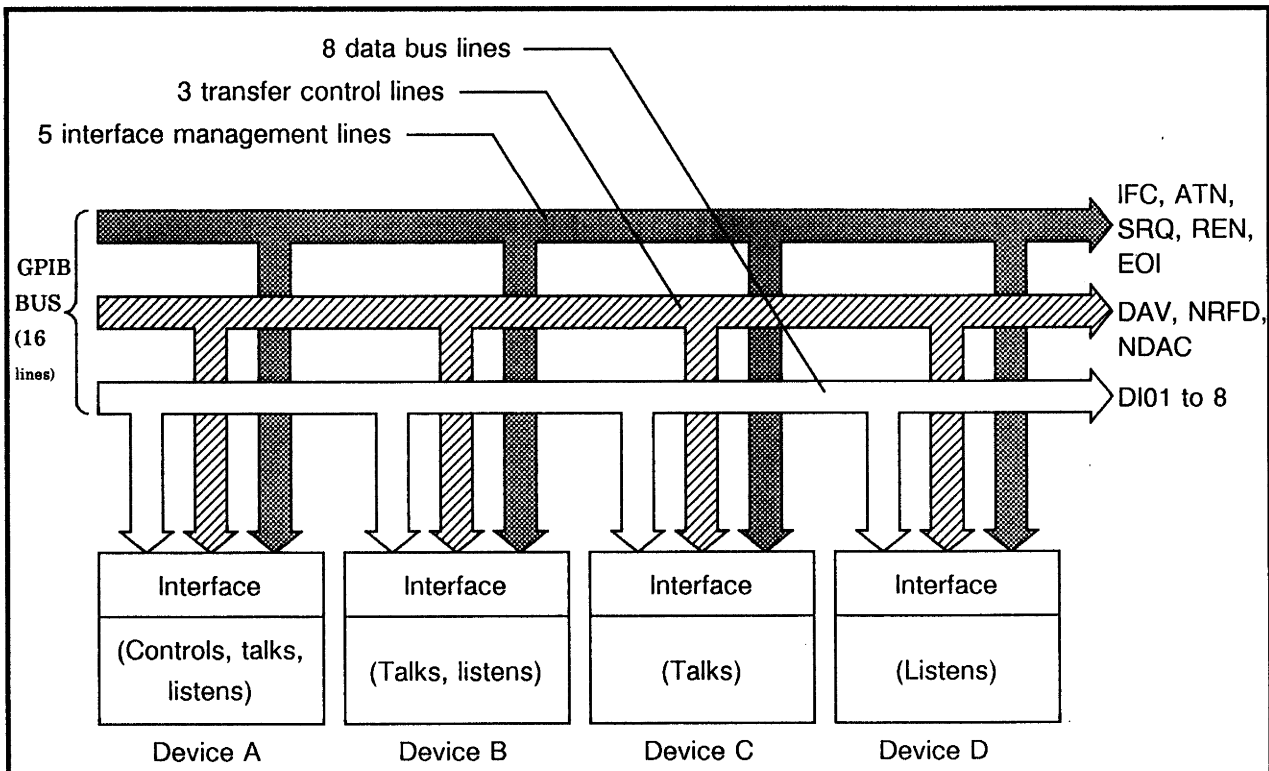 8 data bus lines
3 transfer control lines
5 interface management lines
GPIB
BUS
(16
lines)
IFC, ATN,
SRQ, REN,
EOI
DAV, NRFD,
NDAC
DI01 to 8
Interface
(Controls, talks,
listens)
Device A
Interface
(Talks, listens)
Device B
Interface
(Talks)
Device C
Interface
(Listens)
Device D